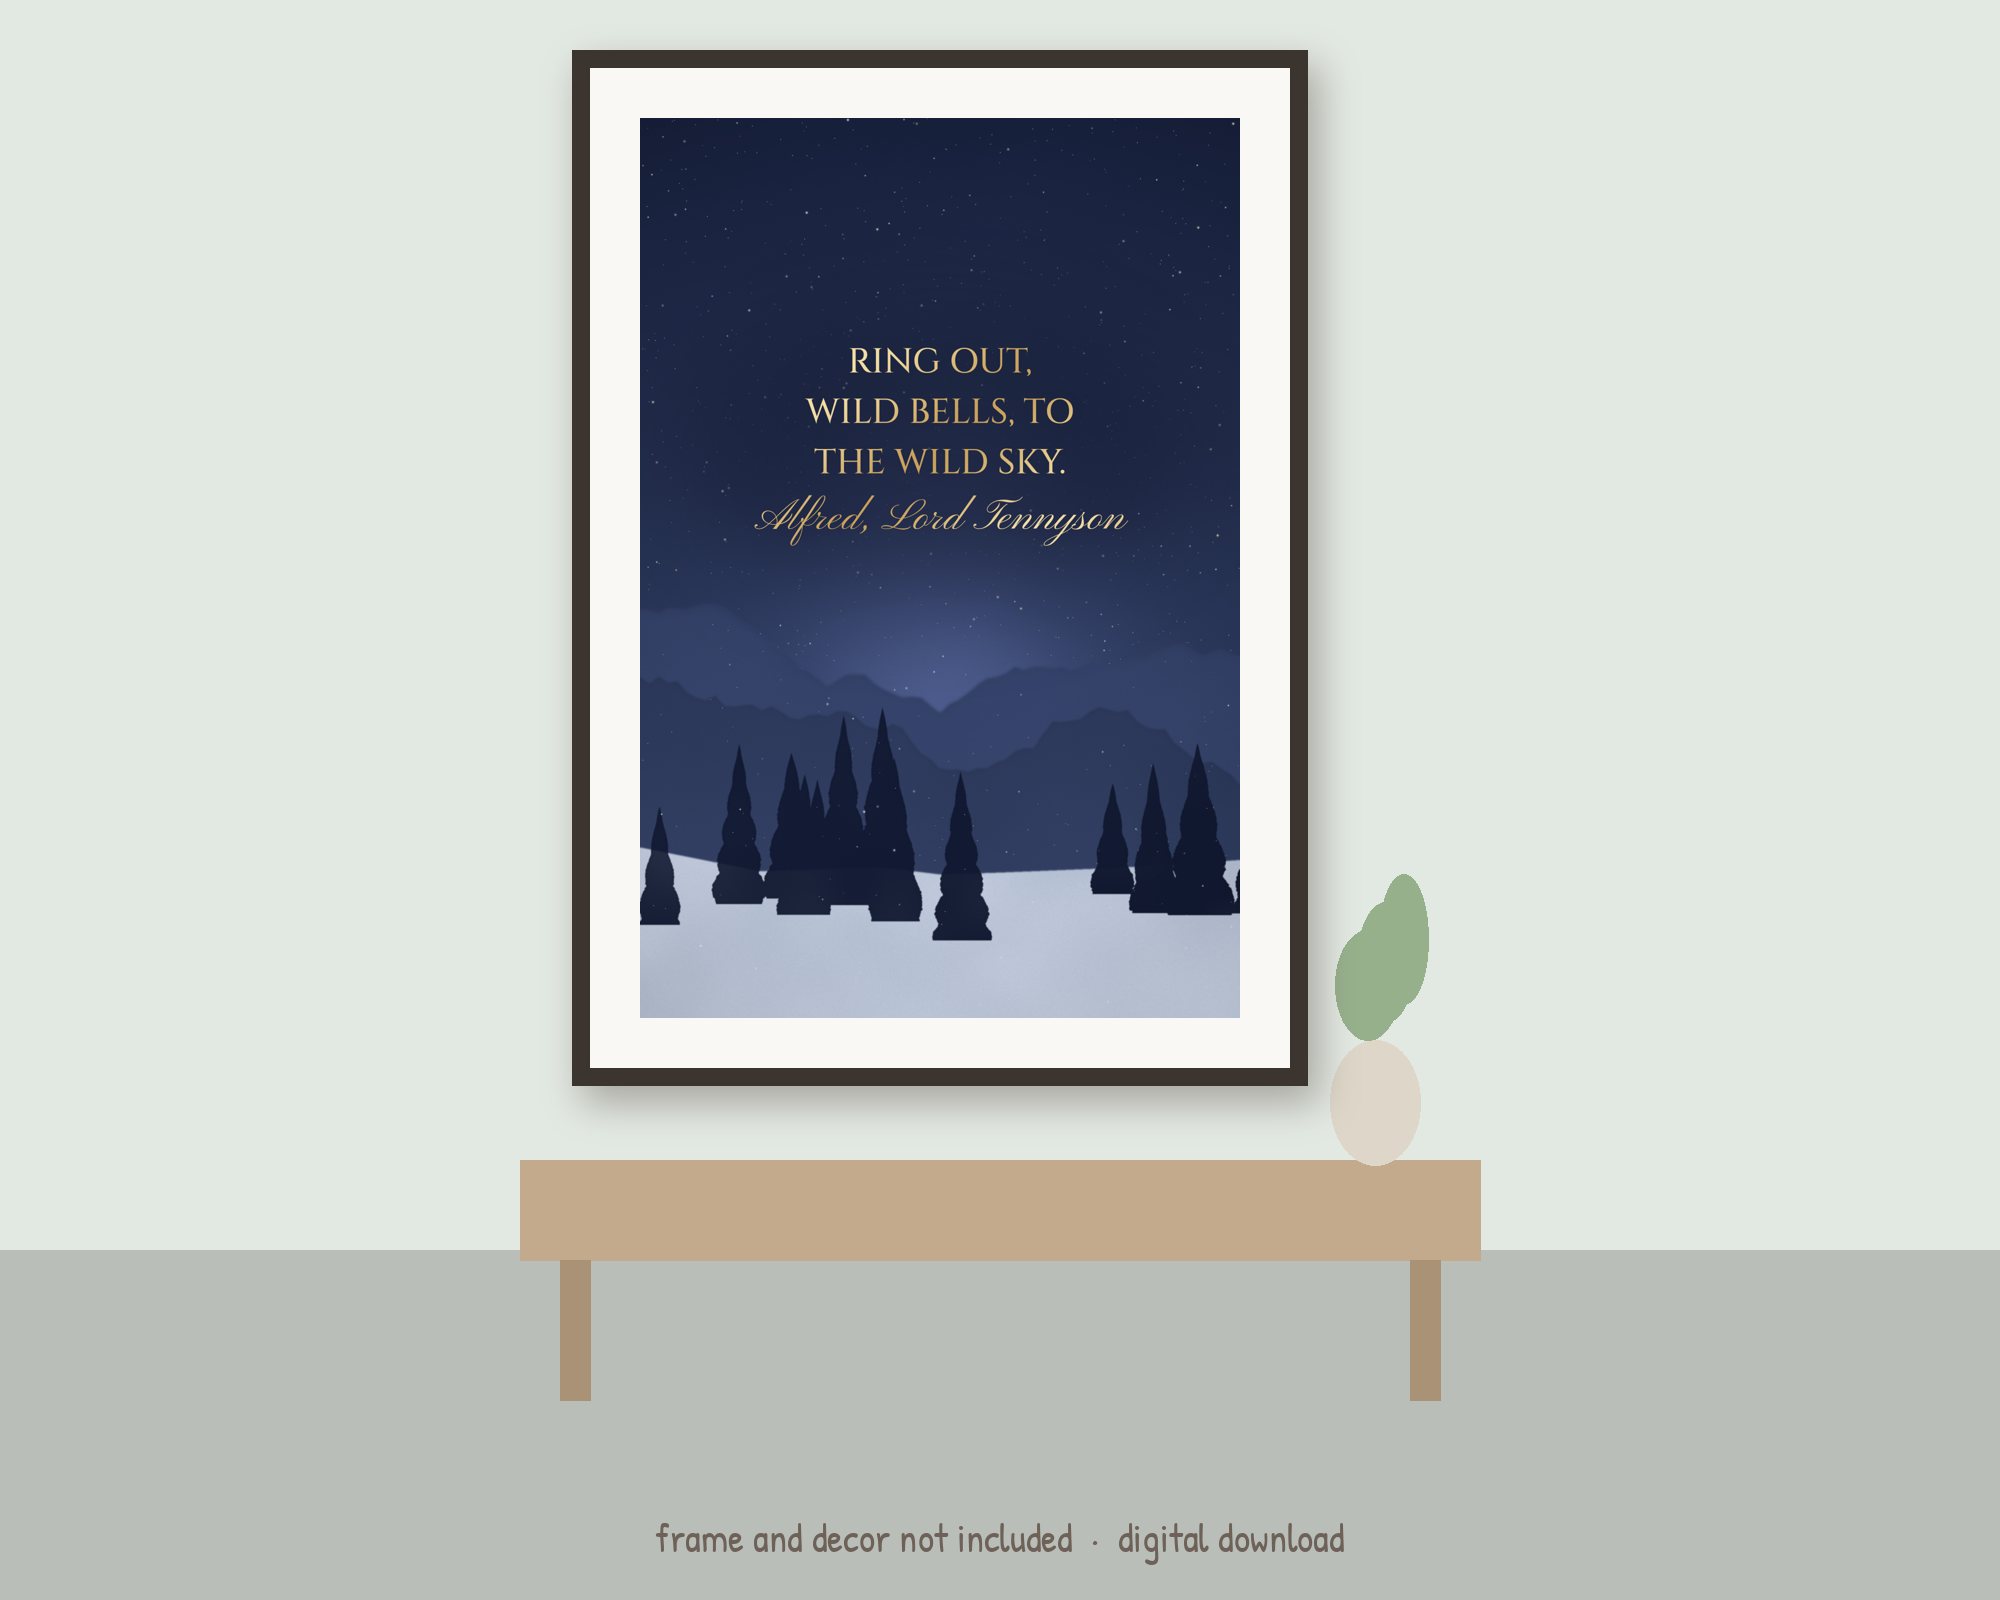 RING OUT,
WILD BELLS, TO
THE WILD SKY.
Alfred, Lord Tennyson
frame and decor not included · digital download